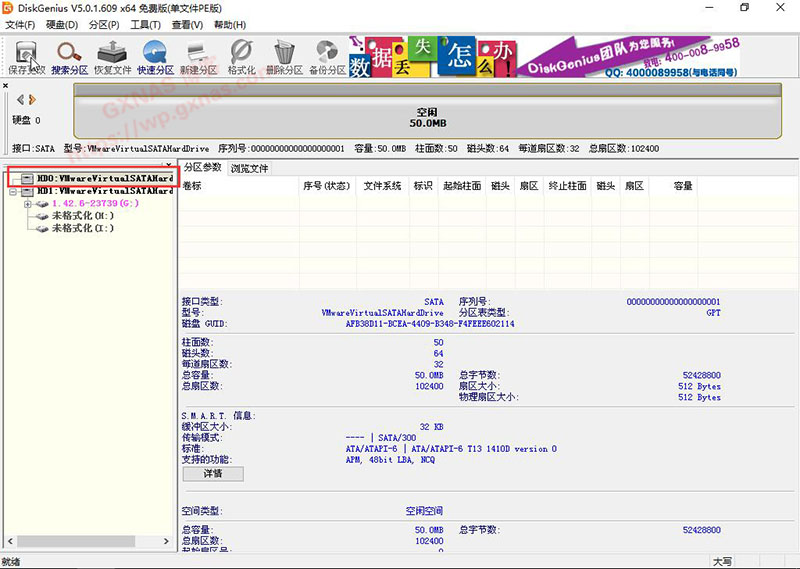 DiskGenius V5.0.1.609 x64 免费版(单文件PE版)
文件(F) 硬盘(D) 分区(P) 工具(T) 查看(V) 帮助(H)
保存更改 搜索分区 恢复文件 快速分区 新建分区 格式化 删除分区 备份分区
数据丢失怎么办!
DiskGenius团队为您服务
致电: 400-008-9958
QQ: 4000089958(与电话同号)
GXNAS博客
https://wp.gxnas.com
硬盘 0
空闲
50.0MB
接口:SATA 型号:VMwareVirtualSATAHardDrive 序列号:00000000000000000001 容量:50.0MB 柱面数:50 磁头数:64 每道扇区数:32 总扇区数:102400
HD0:VMwareVirtualSATAHard
HD1:VMwareVirtualSATAHard
1.42.6-23739(G:)
未格式化(H:)
未格式化(I:)
分区参数 浏览文件
卷标 序号(状态) 文件系统 标识 起始柱面 磁头 扇区 终止柱面 磁头 扇区 容量
接口类型: SATA 序列号: 00000000000000000001
型号: VMwareVirtualSATAHardDrive 分区表类型: GPT
磁盘 GUID: AFB38D11-BCEA-4409-B348-F4FEEE602114
柱面数: 50
磁头数: 64
每道扇区数: 32
总容量: 50.0MB 总字节数: 52428800
总扇区数: 102400 扇区大小: 512 Bytes
物理扇区大小: 512 Bytes
S.M.A.R.T. 信息:
缓冲区大小: 32 KB
传输模式: ---- | SATA/300
标准: ATA/ATAPI-6 | ATA/ATAPI-6 T13 1410D version 0
支持的功能: APM, 48bit LBA, NCQ
详情
空间类型: 空闲空间
总容量: 50.0MB 总字节数: 52428800
总扇区数: 102400
起始扇区号: 0
就绪 大写